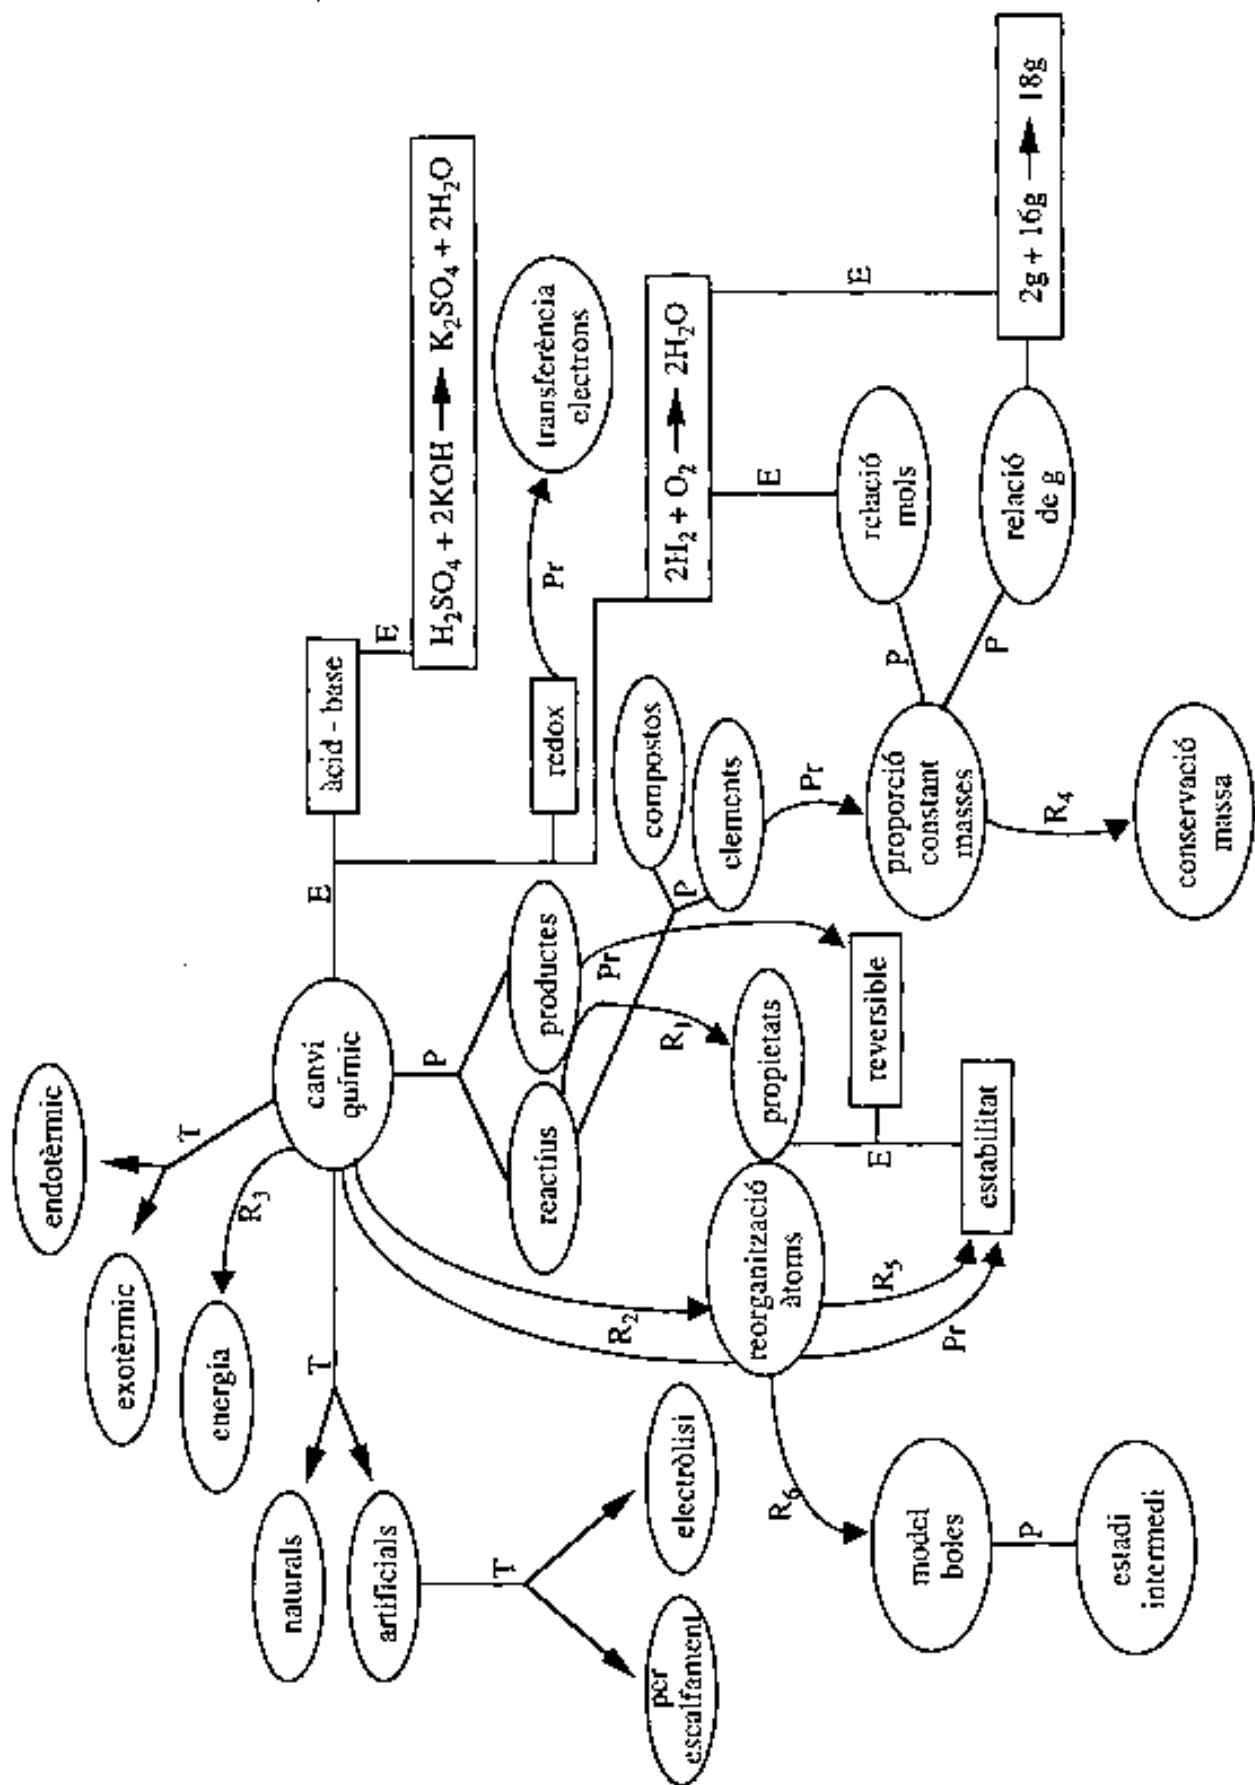 endotèrmic
exotèrmic
T
energia
R₃
naturals
T
canvi
químic
E
àcid - base
artificials
E
P
H₂SO₄ + 2KOH → K₂SO₄ + 2H₂O
T
reactius
productes
redox
Pr
transferència
electrons
R₂
Pr
per
escalfament
electròlisi
R₁
P
compostos
2H₂ + O₂ → 2H₂O
elements
reorganització
àtoms
propietats
E
E
R₆
Pr
reversible
P
relació
mols
R₅
E
proporció
constant
masses
model
boles
Pr
estabilitat
P
relació
de g
2g + 16g → 18g
P
R₄
estadi
intermedi
conservació
massa